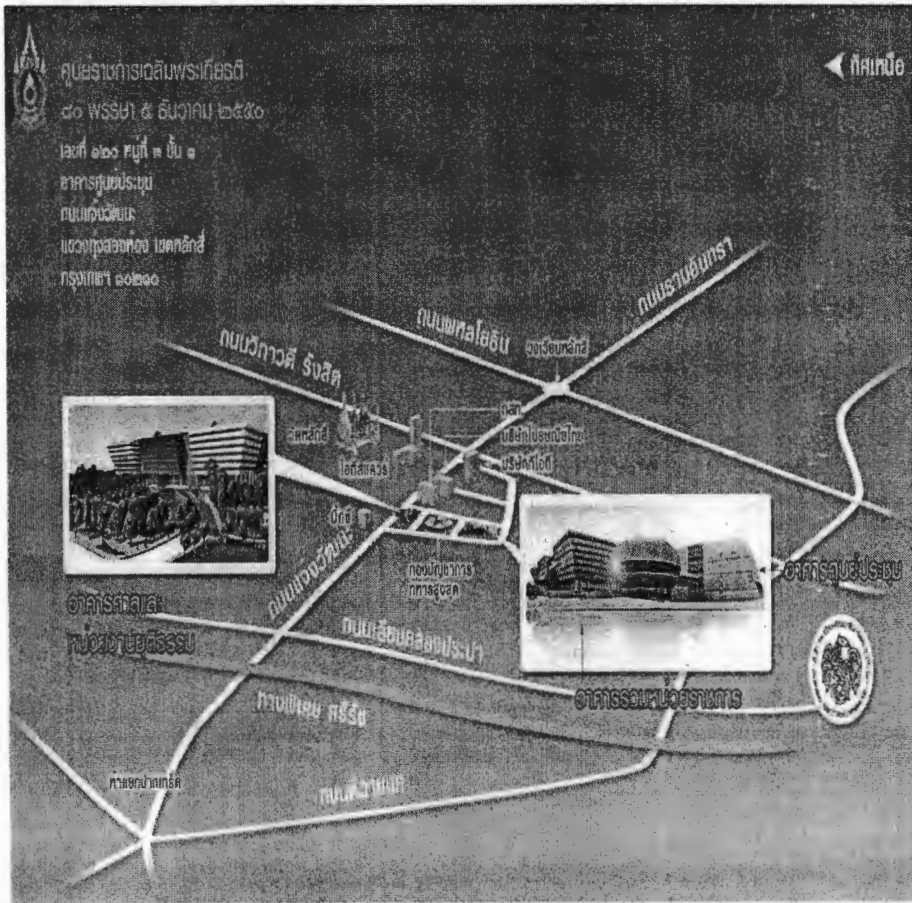 ศูนย์ราชการเฉลิมพระเกียรติ
๘๐ พรรษา ๕ ธันวาคม ๒๕๕๐
เลขที่ ๑๒๐ หมู่ที่ ๓ ชั้น ๑
อาคารศูนย์ประชุม
ถนนแจ้งวัฒนะ
แขวงทุ่งสองห้อง เขตหลักสี่
กรุงเทพฯ ๑๐๒๑๐
ทิศเหนือ
ถนนรามอินทรา
ถนนพหลโยธิน
วงเวียนหลักสี่
ถนนวิภาวดี รังสิต
กสท.
บริษัทไปรษณีย์ไทย
บริษัททีโอที
วัดหลักสี่
ไอทีสแควร์
บิ๊กซี
กองบัญชาการ
ทหารสูงสุด
ถนนแจ้งวัฒนะ
อาคารศูนย์ประชุม
อาคารศาลและ
หน่วยงานยุติธรรม
ถนนเลียบคลองประปา
อาคารรวมหน่วยราชการ
ทางพิเศษ ศรีรัช
ห้าแยกปากเกร็ด
ถนนติวานนท์